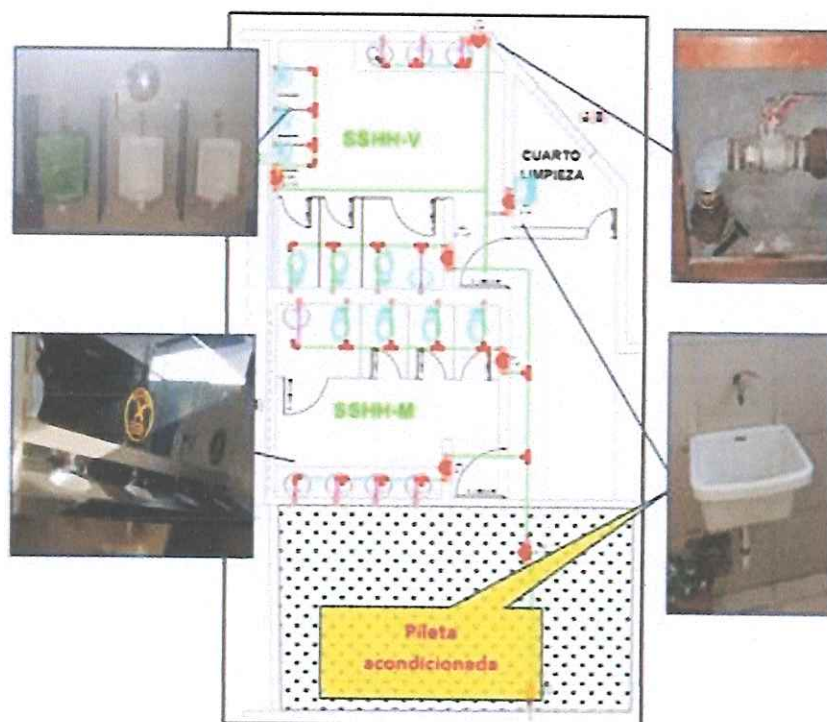 SSHH-V
CUARTO
LIMPIEZA
SSHH-M
Pileta
acondicionada